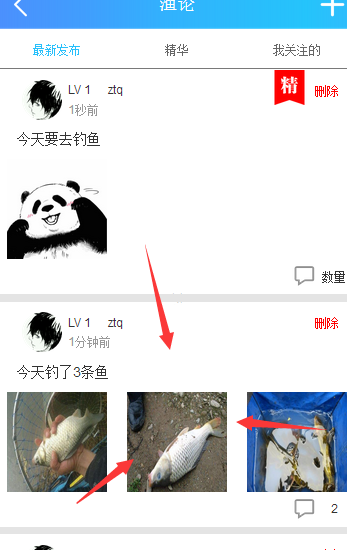 渔论
最新发布 精华 我关注的
LV 1 ztq 精 删除
1秒前
今天要去钓鱼
数量
LV 1 ztq 删除
1分钟前
今天钓了3条鱼
2